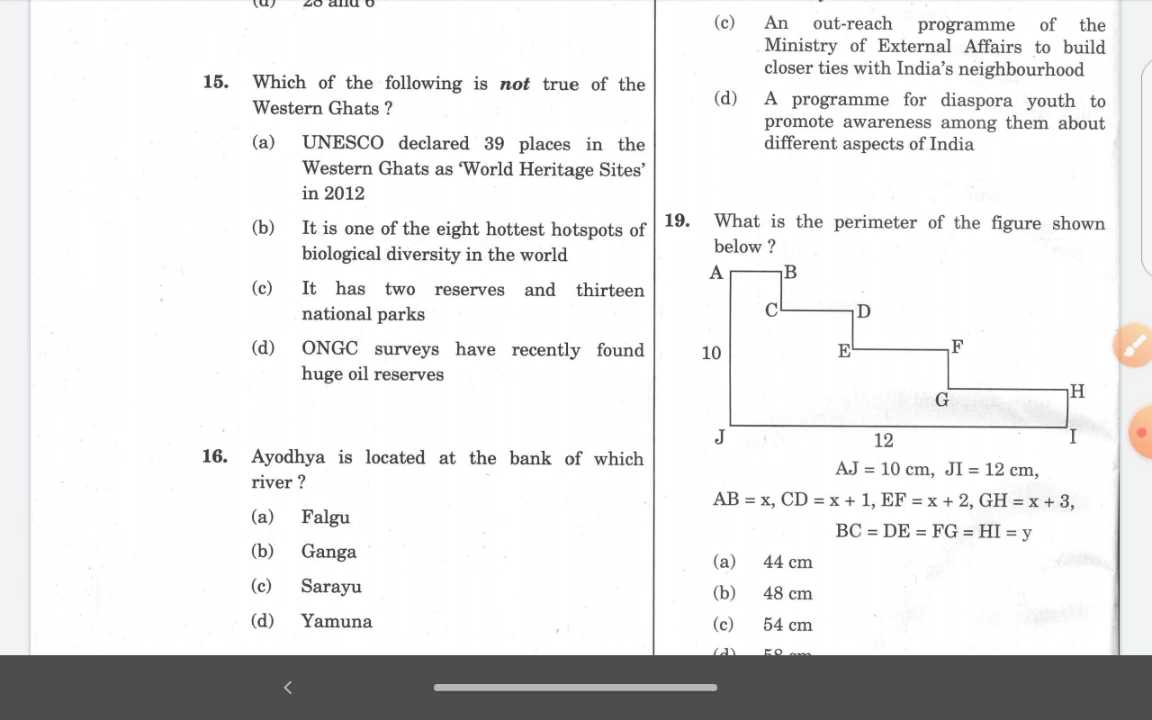 (d) 28 and 6
15. Which of the following is not true of the
Western Ghats ?
(a) UNESCO declared 39 places in the
Western Ghats as ‘World Heritage Sites’
in 2012
(b) It is one of the eight hottest hotspots of
biological diversity in the world
(c) It has two reserves and thirteen
national parks
(d) ONGC surveys have recently found
huge oil reserves
16. Ayodhya is located at the bank of which
river ?
(a) Falgu
(b) Ganga
(c) Sarayu
(d) Yamuna
(c) An out-reach programme of the
Ministry of External Affairs to build
closer ties with India’s neighbourhood
(d) A programme for diaspora youth to
promote awareness among them about
different aspects of India
19. What is the perimeter of the figure shown
below ?
A B
C D
10 E F
G H
J 12 I
AJ = 10 cm, JI = 12 cm,
AB = x, CD = x + 1, EF = x + 2, GH = x + 3,
BC = DE = FG = HI = y
(a) 44 cm
(b) 48 cm
(c) 54 cm
(d) 58 cm